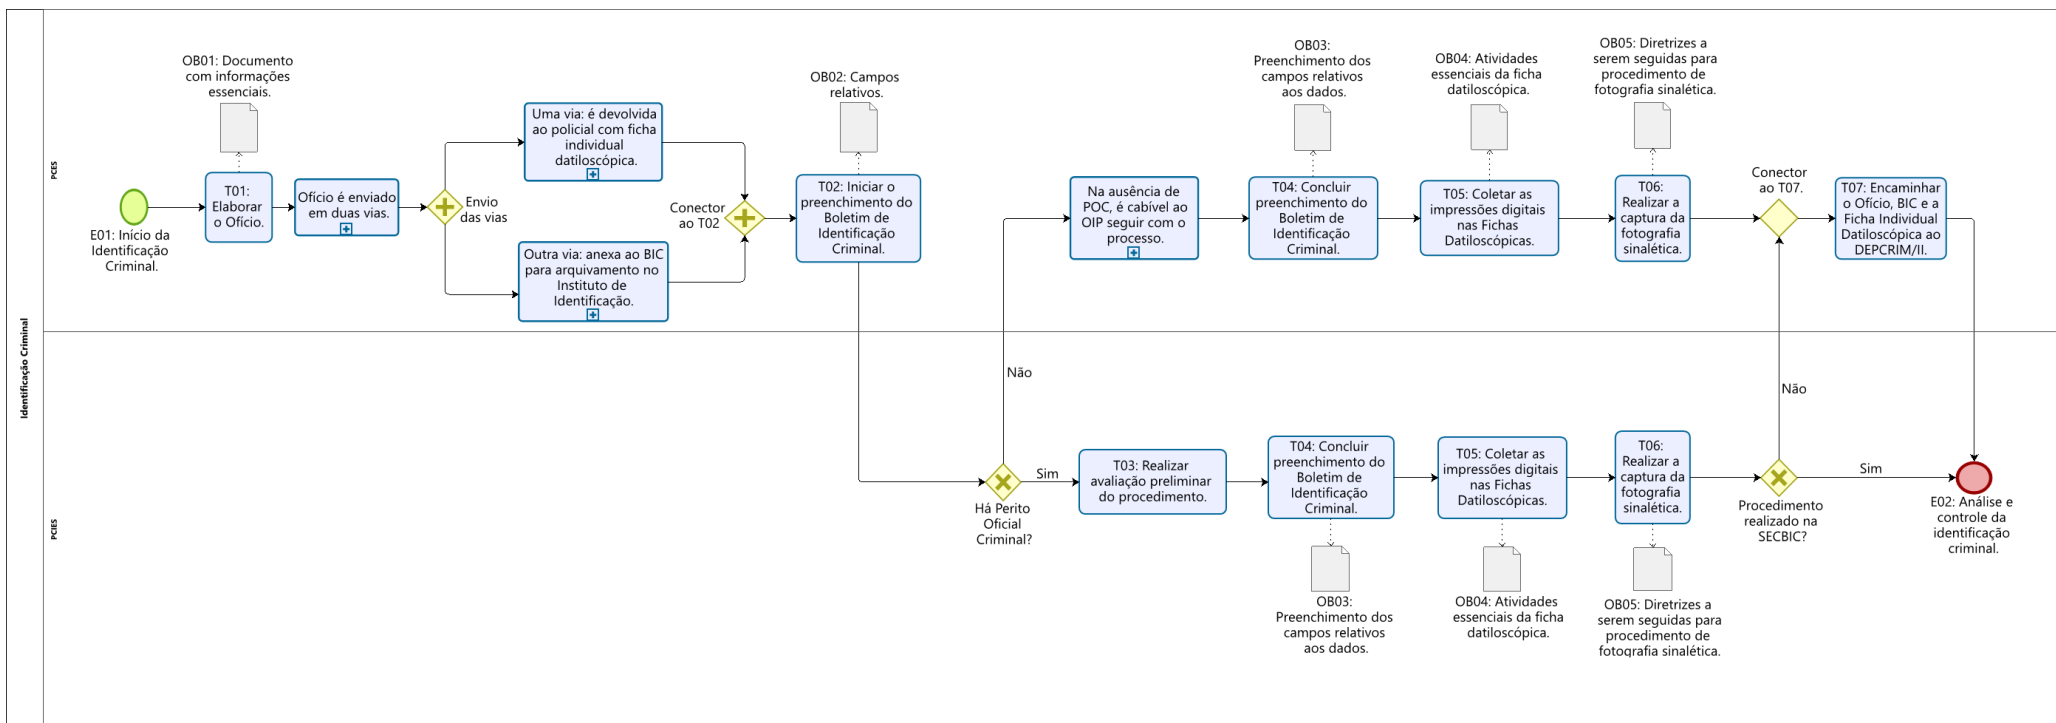 Identificação Criminal
PCES
E01: Início da
Identificação
Criminal.
OB01: Documento
com informações
essenciais.
T01:
Elaborar
o Ofício.
Ofício é enviado
em duas vias.
Envio
das vias
Uma via: é devolvida
ao policial com ficha
individual
datiloscópica.
Outra via: anexa ao BIC
para arquivamento no
Instituto de
Identificação.
Conector
ao T02
OB02: Campos
relativos.
T02: Iniciar o
preenchimento do
Boletim de
Identificação
Criminal.
Não
Na ausência de
POC, é cabível ao
OIP seguir com o
processo.
OB03:
Preenchimento dos
campos relativos
aos dados.
T04: Concluir
preenchimento do
Boletim de
Identificação
Criminal.
OB04: Atividades
essenciais da ficha
datiloscópica.
T05: Coletar as
impressões digitais
nas Fichas
Datiloscópicas.
OB05: Diretrizes a
serem seguidas para
procedimento de
fotografia sinalética.
T06:
Realizar a
captura da
fotografia
sinalética.
Conector
ao T07.
T07: Encaminhar
o Ofício, BIC e a
Ficha Individual
Datiloscópica ao
DEPCRIM/II.
PCIES
Há Perito
Oficial
Criminal?
Sim
T03: Realizar
avaliação preliminar
do procedimento.
T04: Concluir
preenchimento do
Boletim de
Identificação
Criminal.
OB03:
Preenchimento dos
campos relativos
aos dados.
T05: Coletar as
impressões digitais
nas Fichas
Datiloscópicas.
OB04: Atividades
essenciais da ficha
datiloscópica.
T06:
Realizar a
captura da
fotografia
sinalética.
OB05: Diretrizes a
serem seguidas para
procedimento de
fotografia sinalética.
Não
Procedimento
realizado na
SECBIC?
Sim
E02: Análise e
controle da
identificação
criminal.